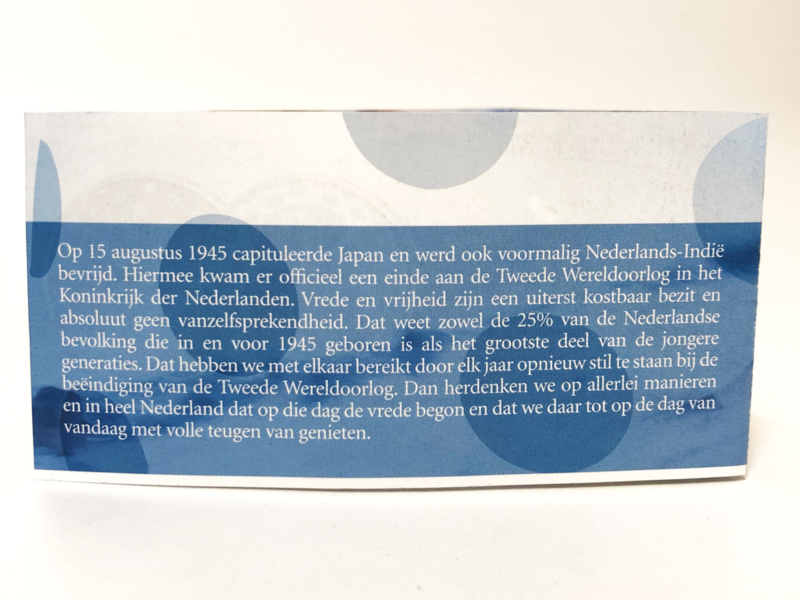 Op 15 augustus 1945 capituleerde Japan en werd ook voormalig Nederlands-Indië
bevrijd. Hiermee kwam er officieel een einde aan de Tweede Wereldoorlog in het
Koninkrijk der Nederlanden. Vrede en vrijheid zijn een uiterst kostbaar bezit en
absoluut geen vanzelfsprekendheid. Dat weet zowel de 25% van de Nederlandse
bevolking die in en voor 1945 geboren is als het grootste deel van de jongere
generaties. Dat hebben we met elkaar bereikt door elk jaar opnieuw stil te staan bij de
beëindiging van de Tweede Wereldoorlog. Dan herdenken we op allerlei manieren
en in heel Nederland dat op die dag de vrede begon en dat we daar tot op de dag van
vandaag met volle teugen van genieten.